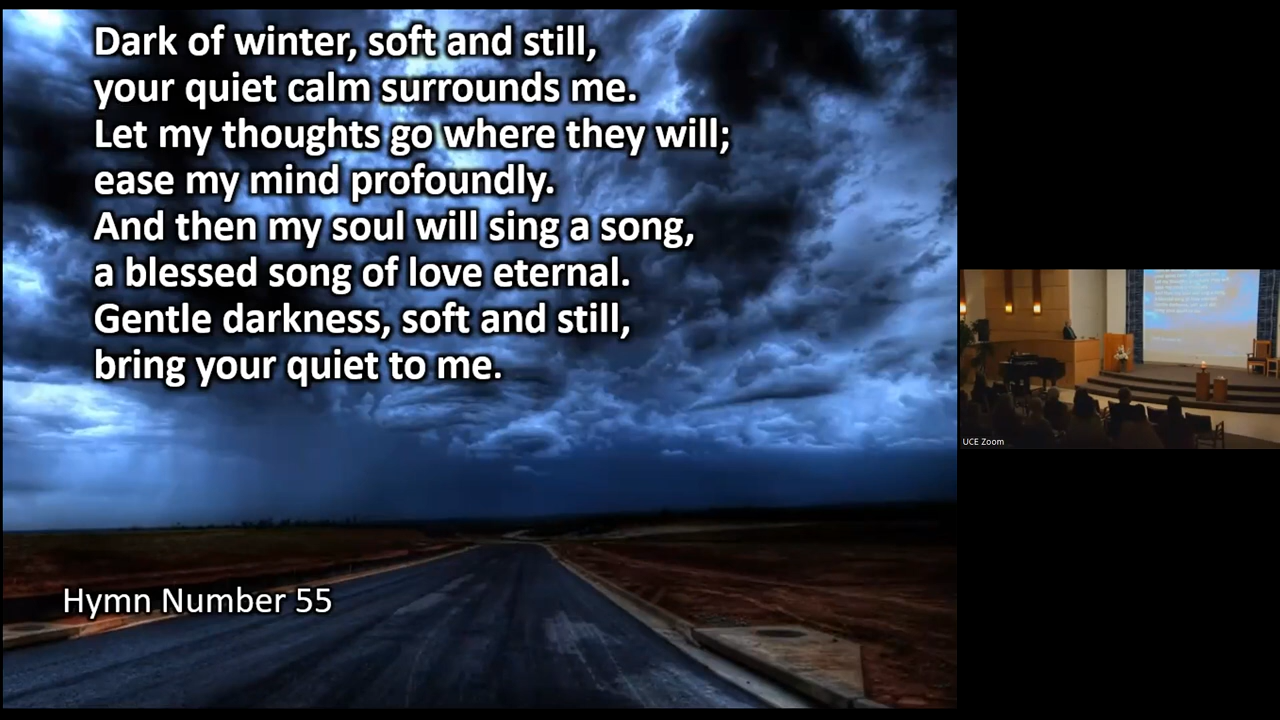 Dark of winter, soft and still,
your quiet calm surrounds me.
Let my thoughts go where they will;
ease my mind profoundly.
And then my soul will sing a song,
a blessed song of love eternal.
Gentle darkness, soft and still,
bring your quiet to me.
Hymn Number 55
UCE Zoom